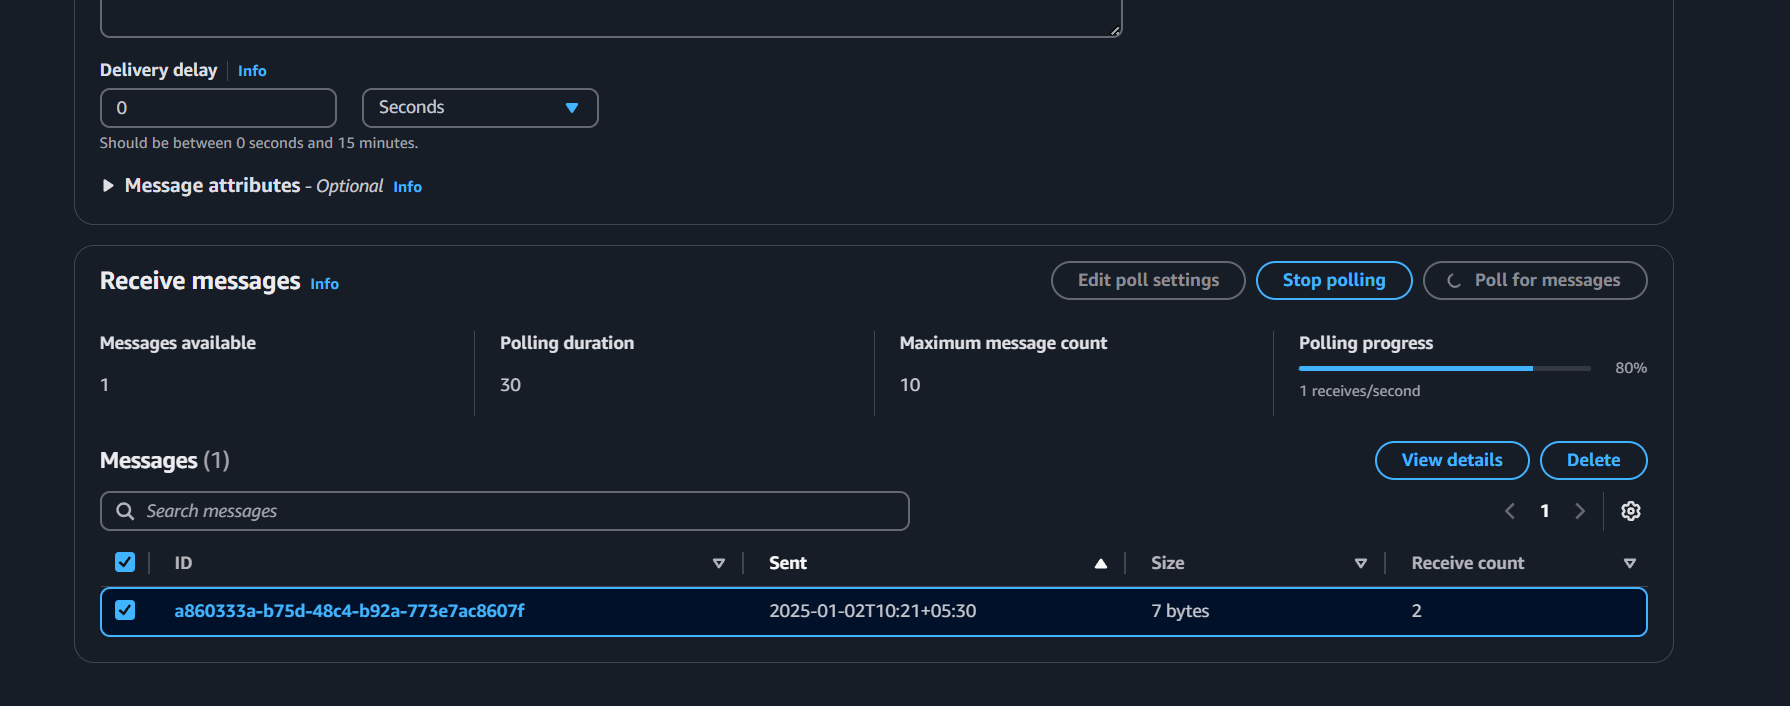 Delivery delay Info
0 Seconds
Should be between 0 seconds and 15 minutes.
Message attributes - Optional Info
Receive messages Info Edit poll settings Stop polling Poll for messages
Messages available Polling duration Maximum message count Polling progress
1 30 10 80%
1 receives/second
Messages (1) View details Delete
Search messages 1
ID Sent Size Receive count
a860333a-b75d-48c4-b92a-773e7ac8607f 2025-01-02T10:21+05:30 7 bytes 2